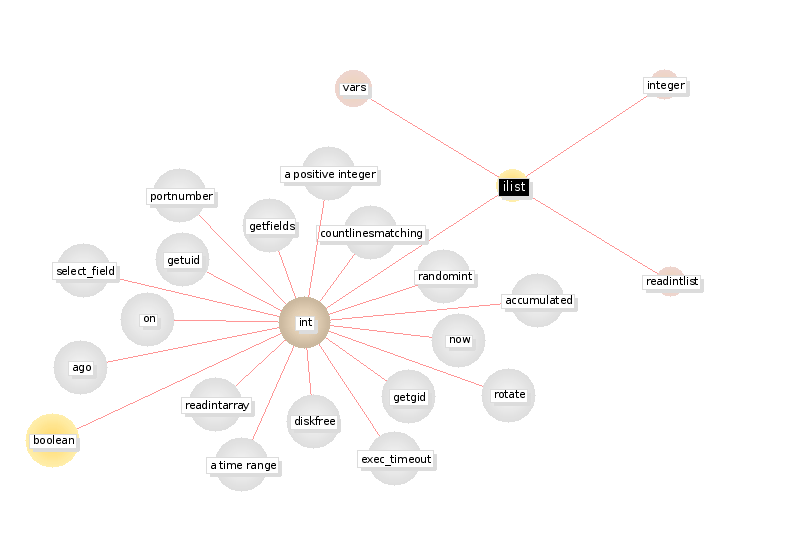 vars
integer
a positive integer
ilist
portnumber
getfields
countlinesmatching
getuid
select_field
randomint
readintlist
accumulated
on
int
now
ago
rotate
readintarray
getgid
diskfree
boolean
a time range
exec_timeout